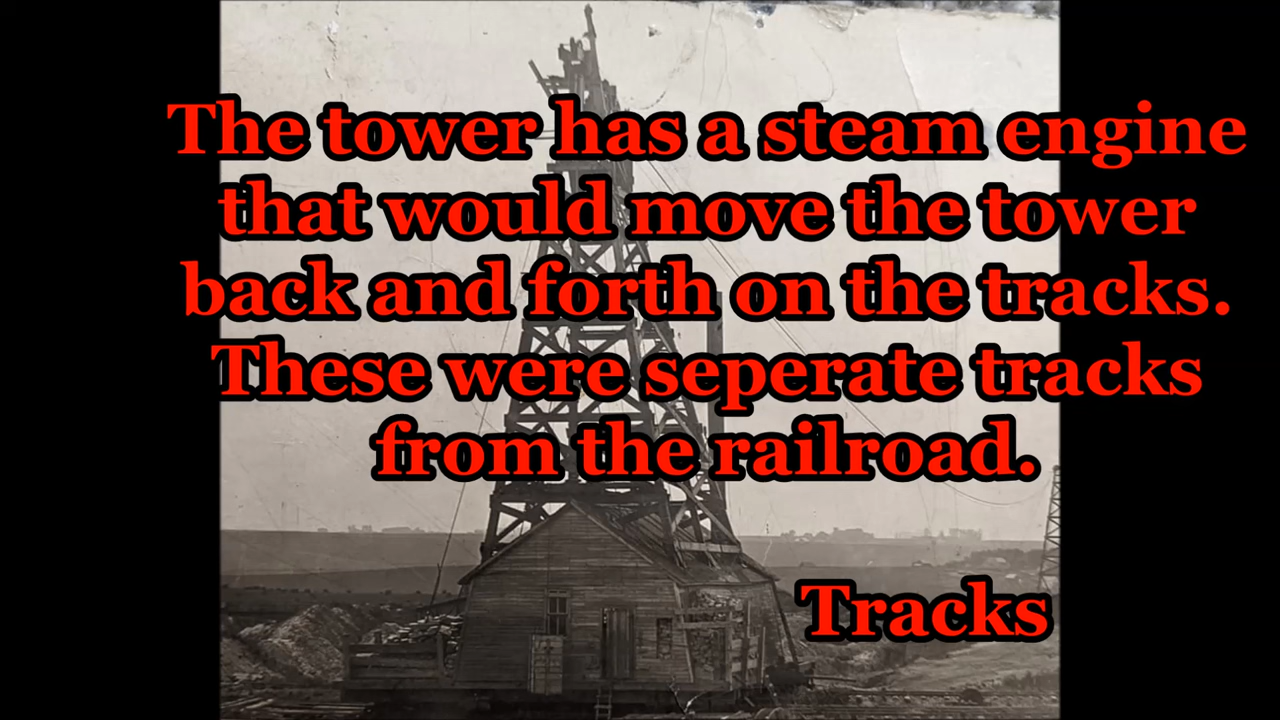 The tower has a steam engine
that would move the tower
back and forth on the tracks.
These were seperate tracks
from the railroad.
Tracks